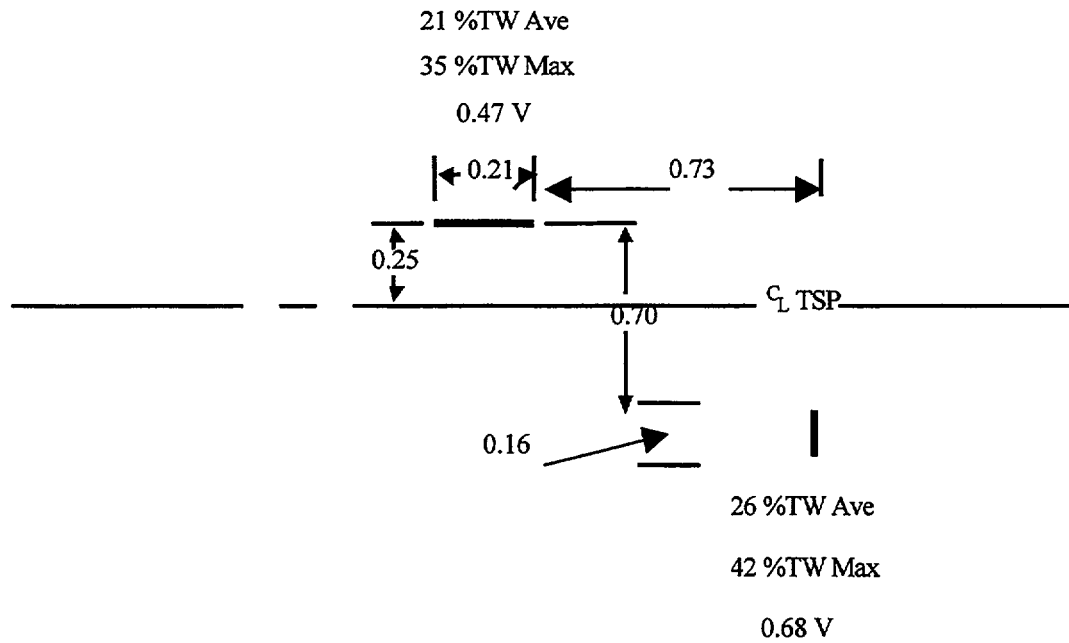 21 %TW Ave
35 %TW Max
0.47 V
0.21
0.73
0.25
CL TSP
0.70
0.16
26 %TW Ave
42 %TW Max
0.68 V